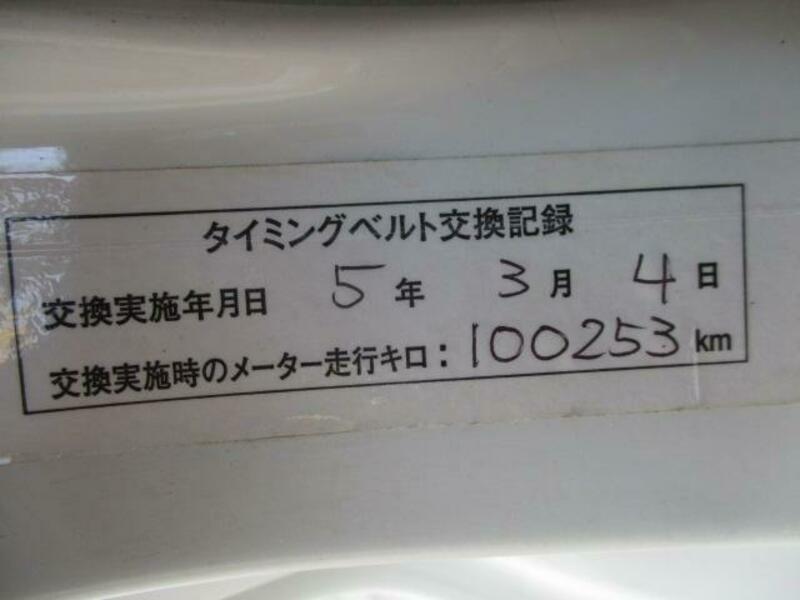 タイミングベルト交換記録
交換実施年月日 5年 3月 4日
交換実施時のメーター走行キロ：100253km